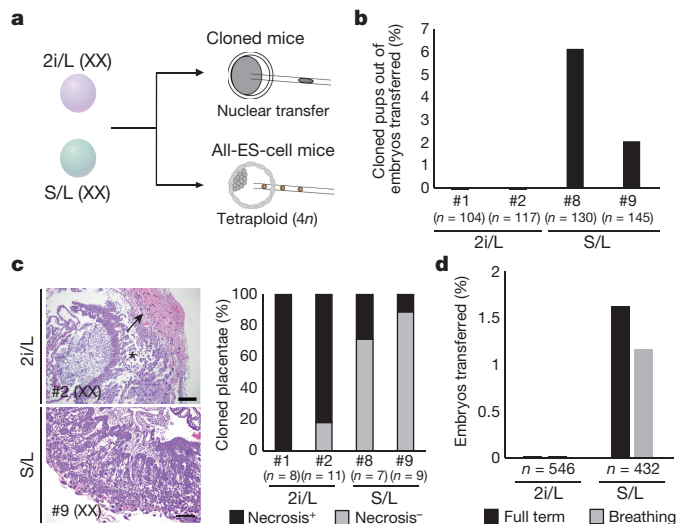 a
2i/L (XX)
S/L (XX)
Cloned mice
Nuclear transfer
All-ES-cell mice
Tetraploid (4n)
b
Cloned pups out of
embryos transferred (%)
7
6
5
4
3
2
1
0
#1 #2 #8 #9
(n = 104) (n = 117) (n = 130) (n = 145)
2i/L S/L
c
2i/L
*
#2 (XX)
S/L
#9 (XX)
Cloned placentae (%)
100
80
60
40
20
0
#1 #2 #8 #9
(n = 8) (n = 11) (n = 7) (n = 9)
2i/L S/L
Necrosis⁺ Necrosis⁻
d
Embryos transferred (%)
2
1.5
1
0.5
0
n = 546 n = 432
2i/L S/L
Full term Breathing